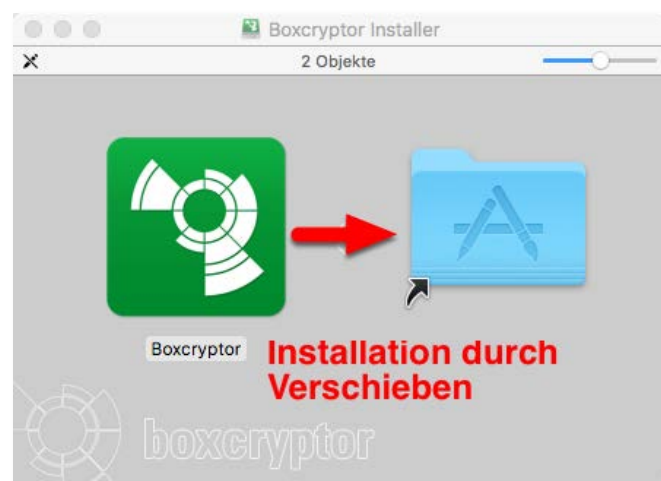 Boxcryptor Installer
2 Objekte
Boxcryptor
Installation durch
Verschieben
boxcryptor